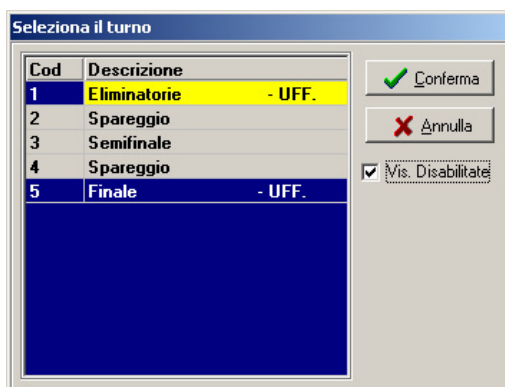 Seleziona il turno
Cod Descrizione
1 Eliminatorie - UFF.
2 Spareggio
3 Semifinale
4 Spareggio
5 Finale - UFF.
Conferma
Annulla
Vis. Disabilitate